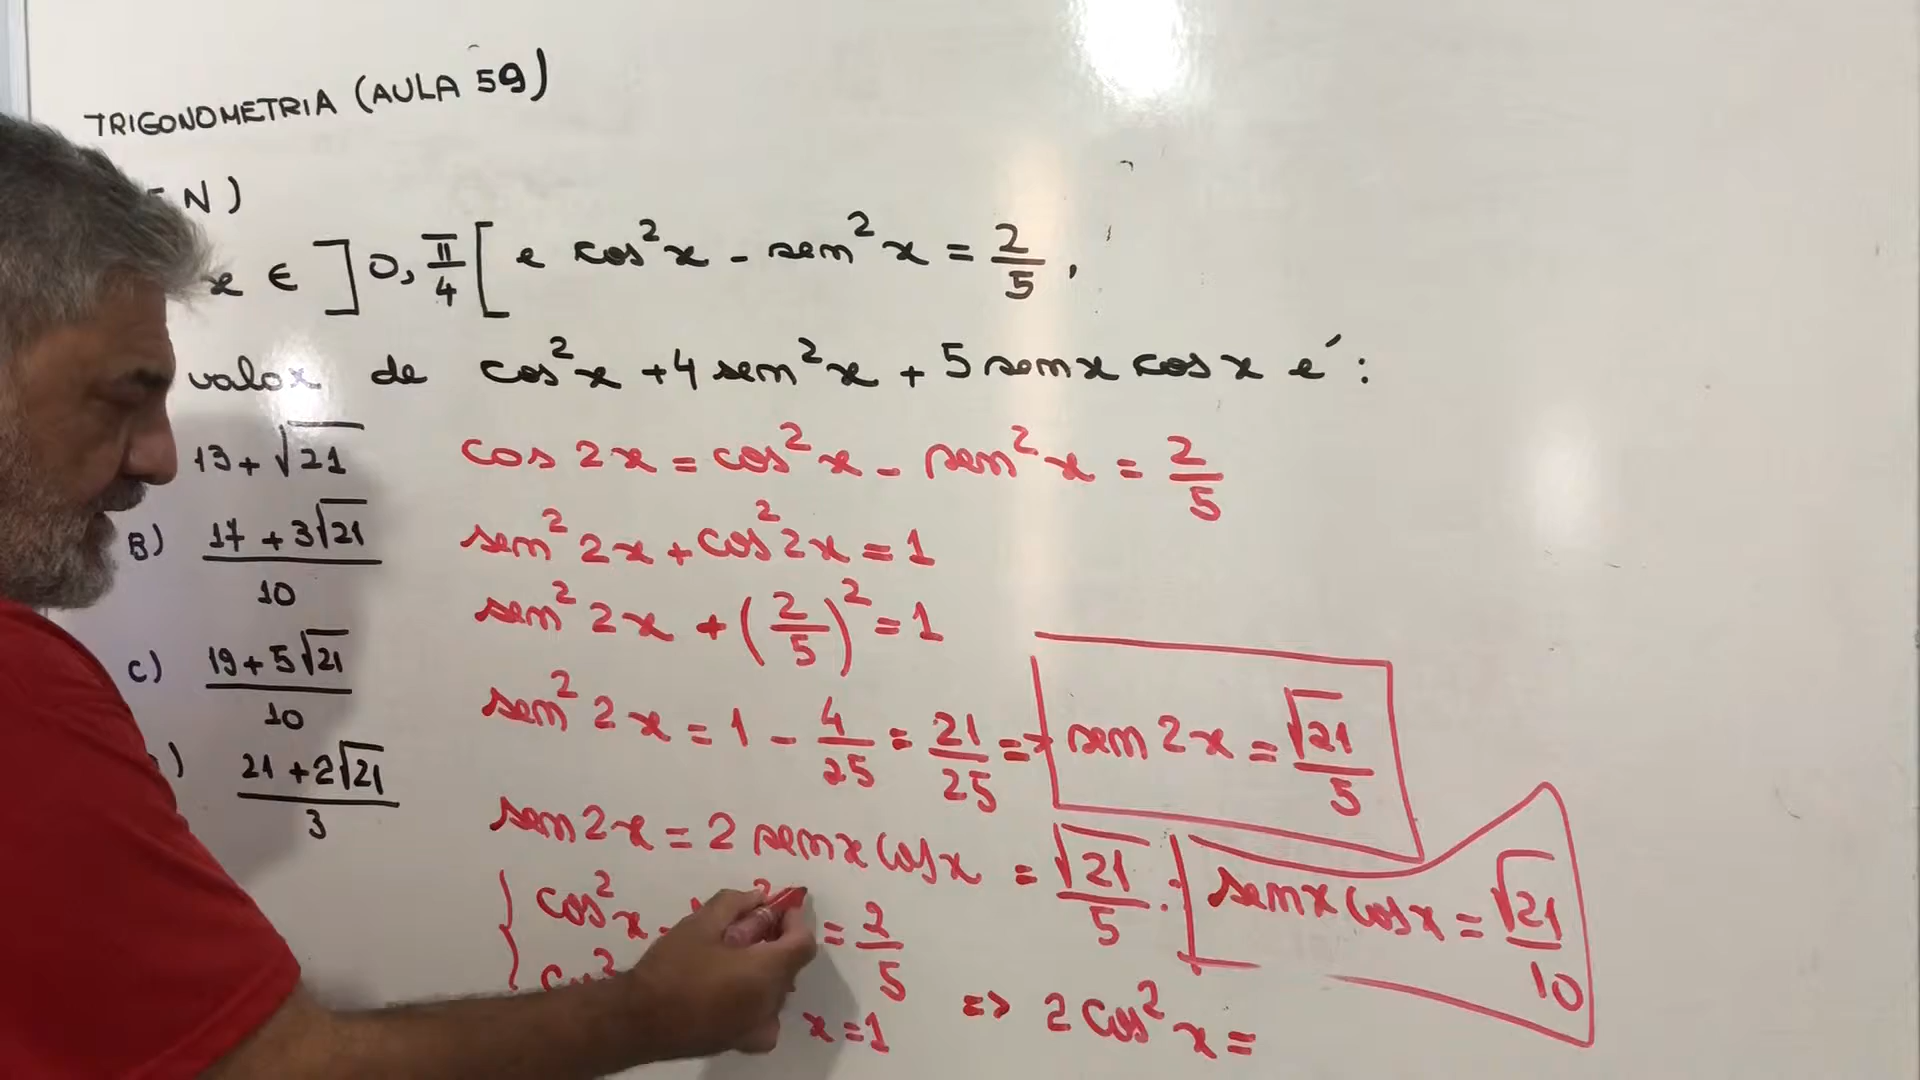 TRIGONOMETRIA (AULA 59)
N)
x ∈ ]0, π/4[ e cos²x - sen²x = 2/5,
valor de cos²x + 4 sen²x + 5 senx cosx é:
13 + √21
B) (17 + 3√21)/10
C) (19 + 5√21)/10
) (21 + 2√21)/3
cos 2x = cos²x - sen²x = 2/5
sen² 2x + cos² 2x = 1
sen² 2x + (2/5)² = 1
sen² 2x = 1 - 4/25 = 21/25 => sen 2x = √21/5
sen 2x = 2 senx cosx = √21/5 ∴ senx cosx = √21/10
{ cos²x - = 2/5
x = 1 => 2cos²x =